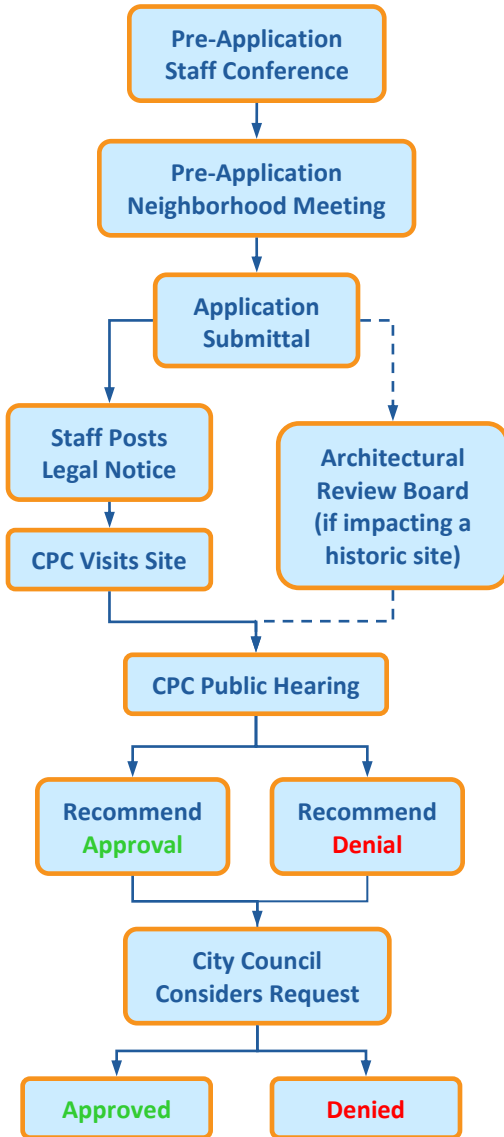 Pre-Application
Staff Conference
Pre-Application
Neighborhood Meeting
Application
Submittal
Staff Posts
Legal Notice
Architectural
Review Board
(if impacting a
historic site)
CPC Visits Site
CPC Public Hearing
Recommend
Approval
Recommend
Denial
City Council
Considers Request
Approved
Denied